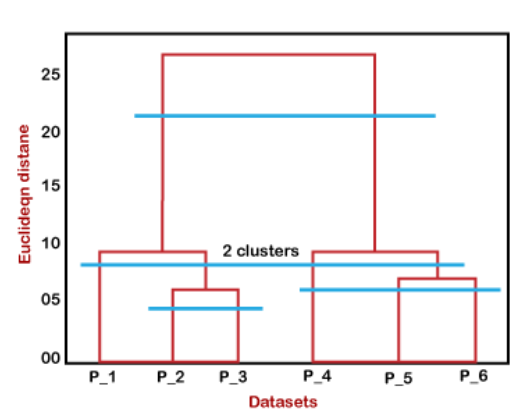 25
20
15
10
05
00
Euclideqn distane
2 clusters
P_1 P_2 P_3 P_4 P_5 P_6
Datasets